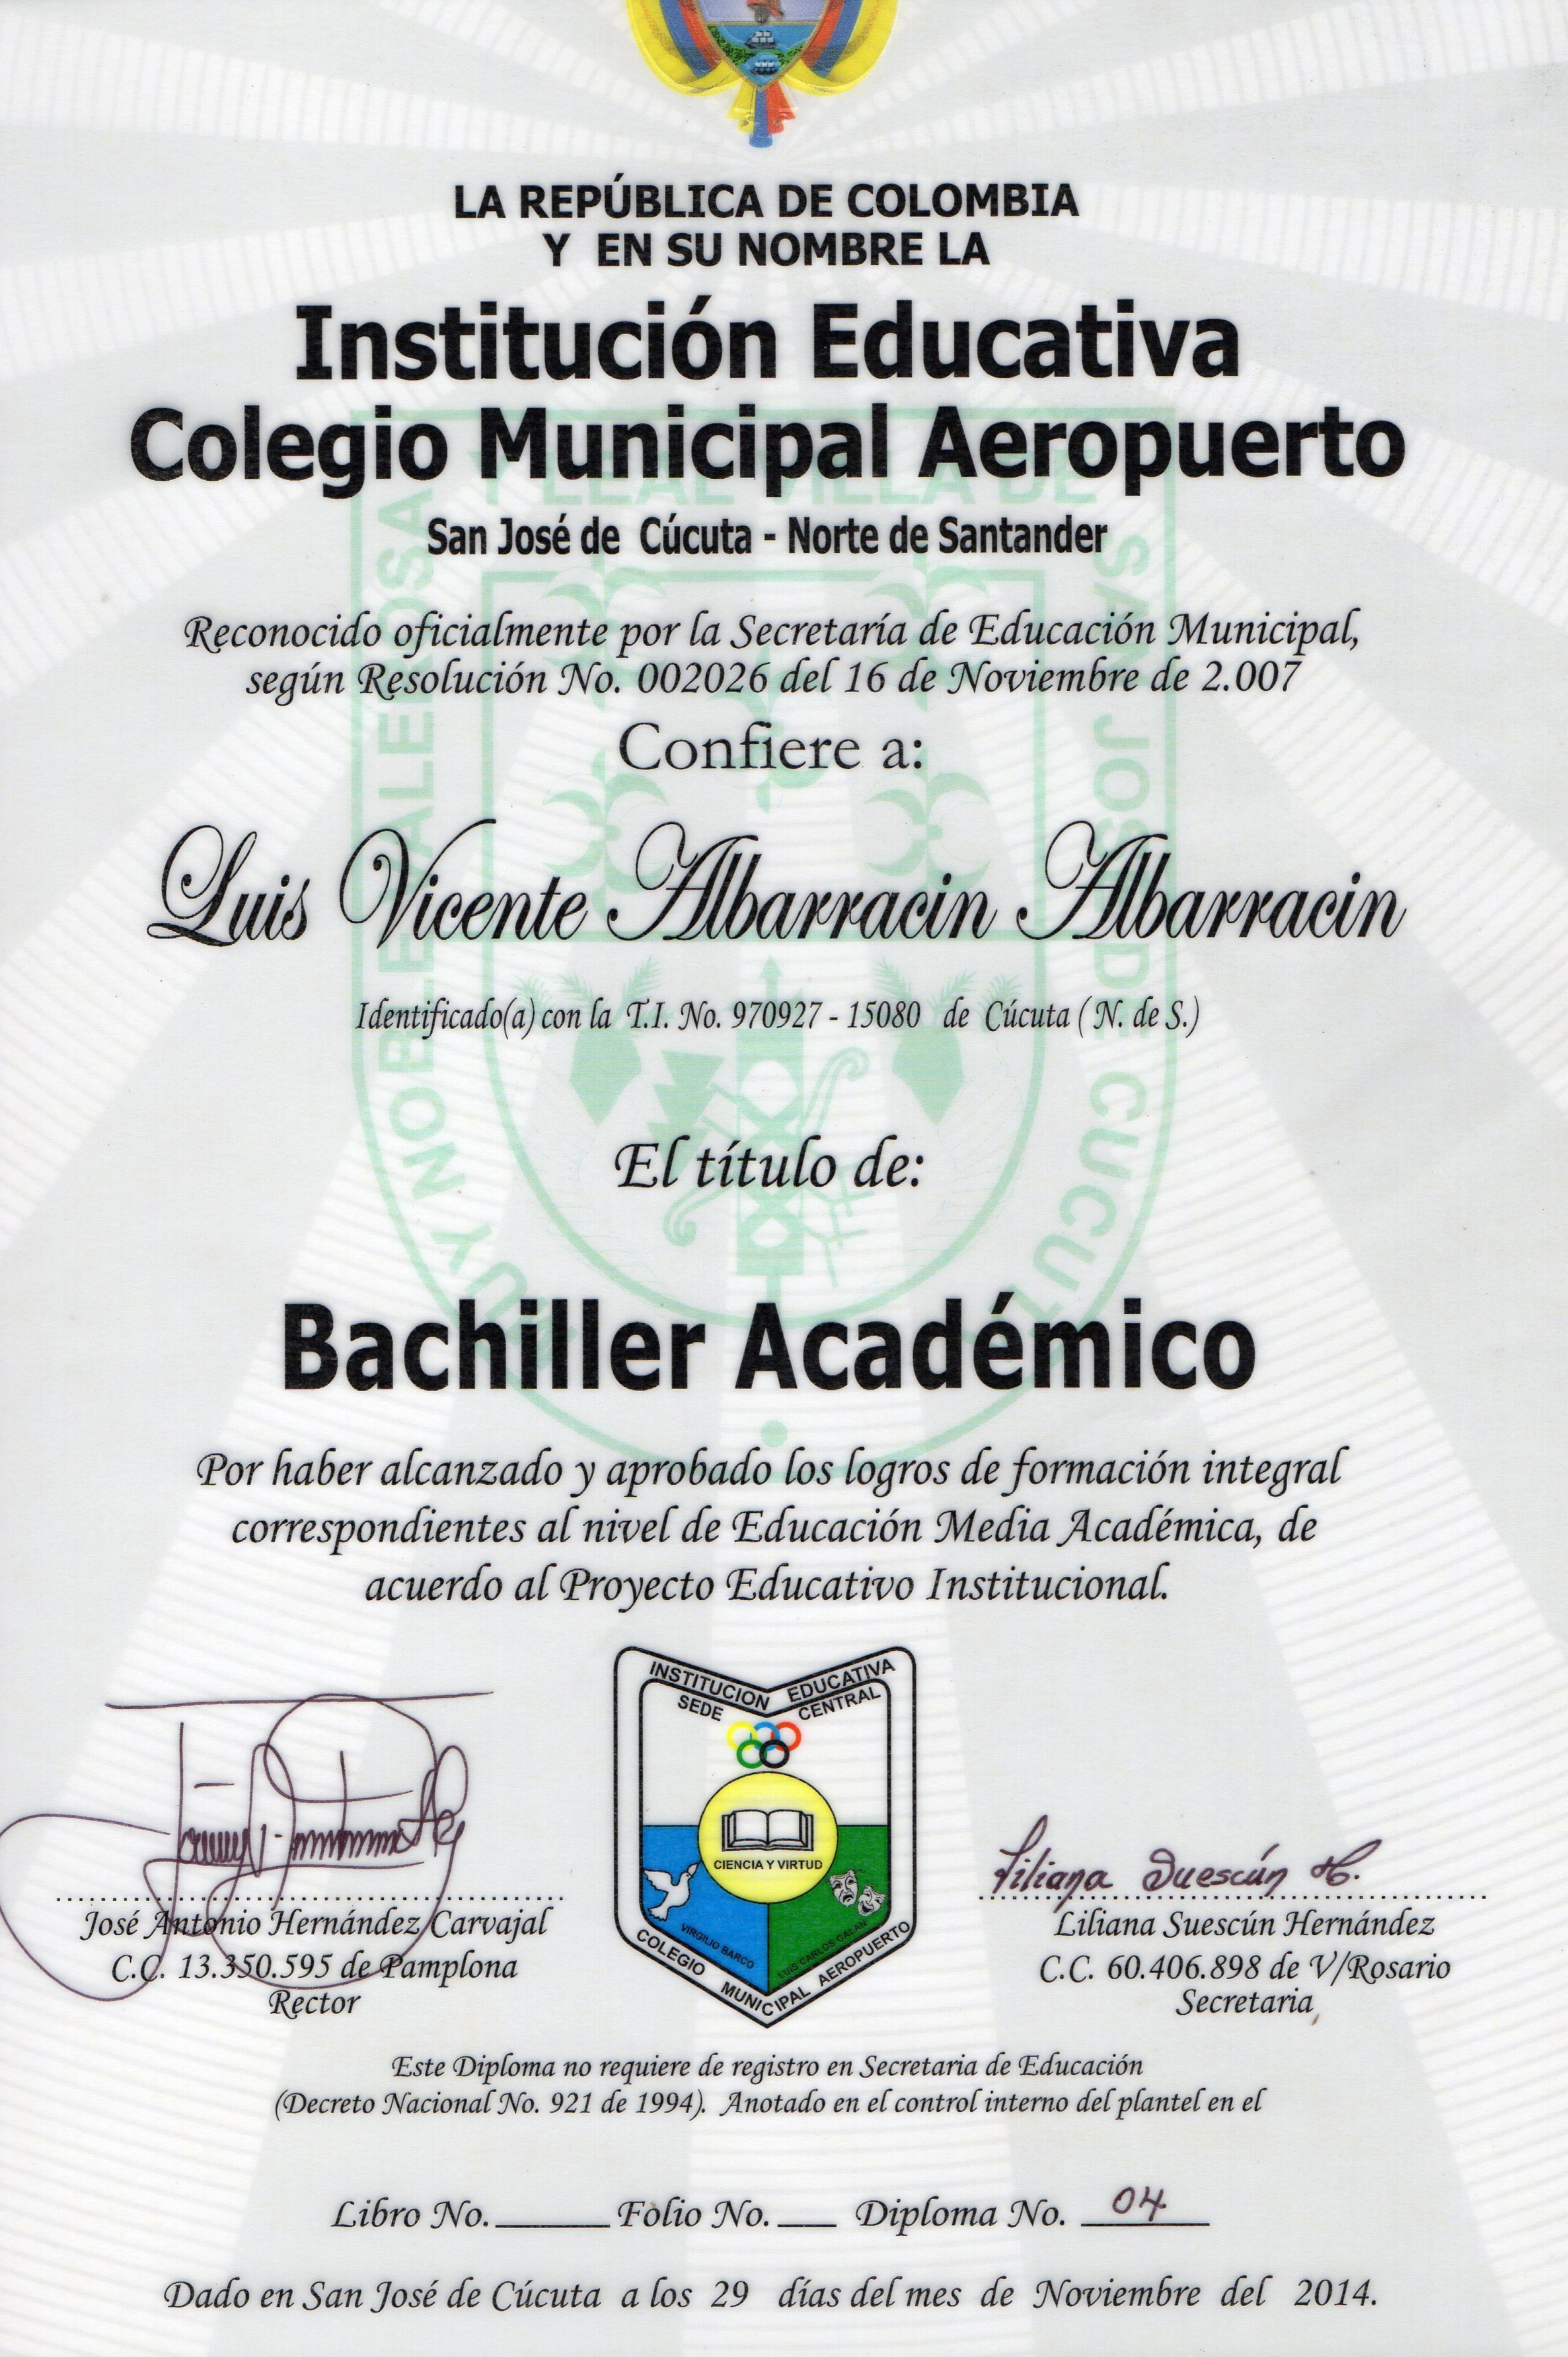 LA REPÚBLICA DE COLOMBIA
Y EN SU NOMBRE LA
Institución Educativa
Colegio Municipal Aeropuerto
San José de Cúcuta - Norte de Santander
Reconocido oficialmente por la Secretaría de Educación Municipal,
según Resolución No. 002026 del 16 de Noviembre de 2.007
Confiere a:
Luis Vicente Albarracin Albarracin
Identificado(a) con la T.I. No. 970927 - 15080 de Cúcuta ( N. de S.)
El título de:
Bachiller Académico
Por haber alcanzado y aprobado los logros de formación integral
correspondientes al nivel de Educación Media Académica, de
acuerdo al Proyecto Educativo Institucional.
INSTITUCION EDUCATIVA
SEDE CENTRAL
CIENCIA Y VIRTUD
VIRGILIO BARCO
LUIS CARLOS GALAN
COLEGIO MUNICIPAL AEROPUERTO
José Antonio Hernández Carvajal
C.C. 13.350.595 de Pamplona
Rector
Liliana Suescún H.
Liliana Suescún Hernández
C.C. 60.406.898 de V/Rosario
Secretaria
Este Diploma no requiere de registro en Secretaria de Educación
(Decreto Nacional No. 921 de 1994). Anotado en el control interno del plantel en el
Libro No. Folio No. Diploma No. 04
Dado en San José de Cúcuta a los 29 días del mes de Noviembre del 2014.